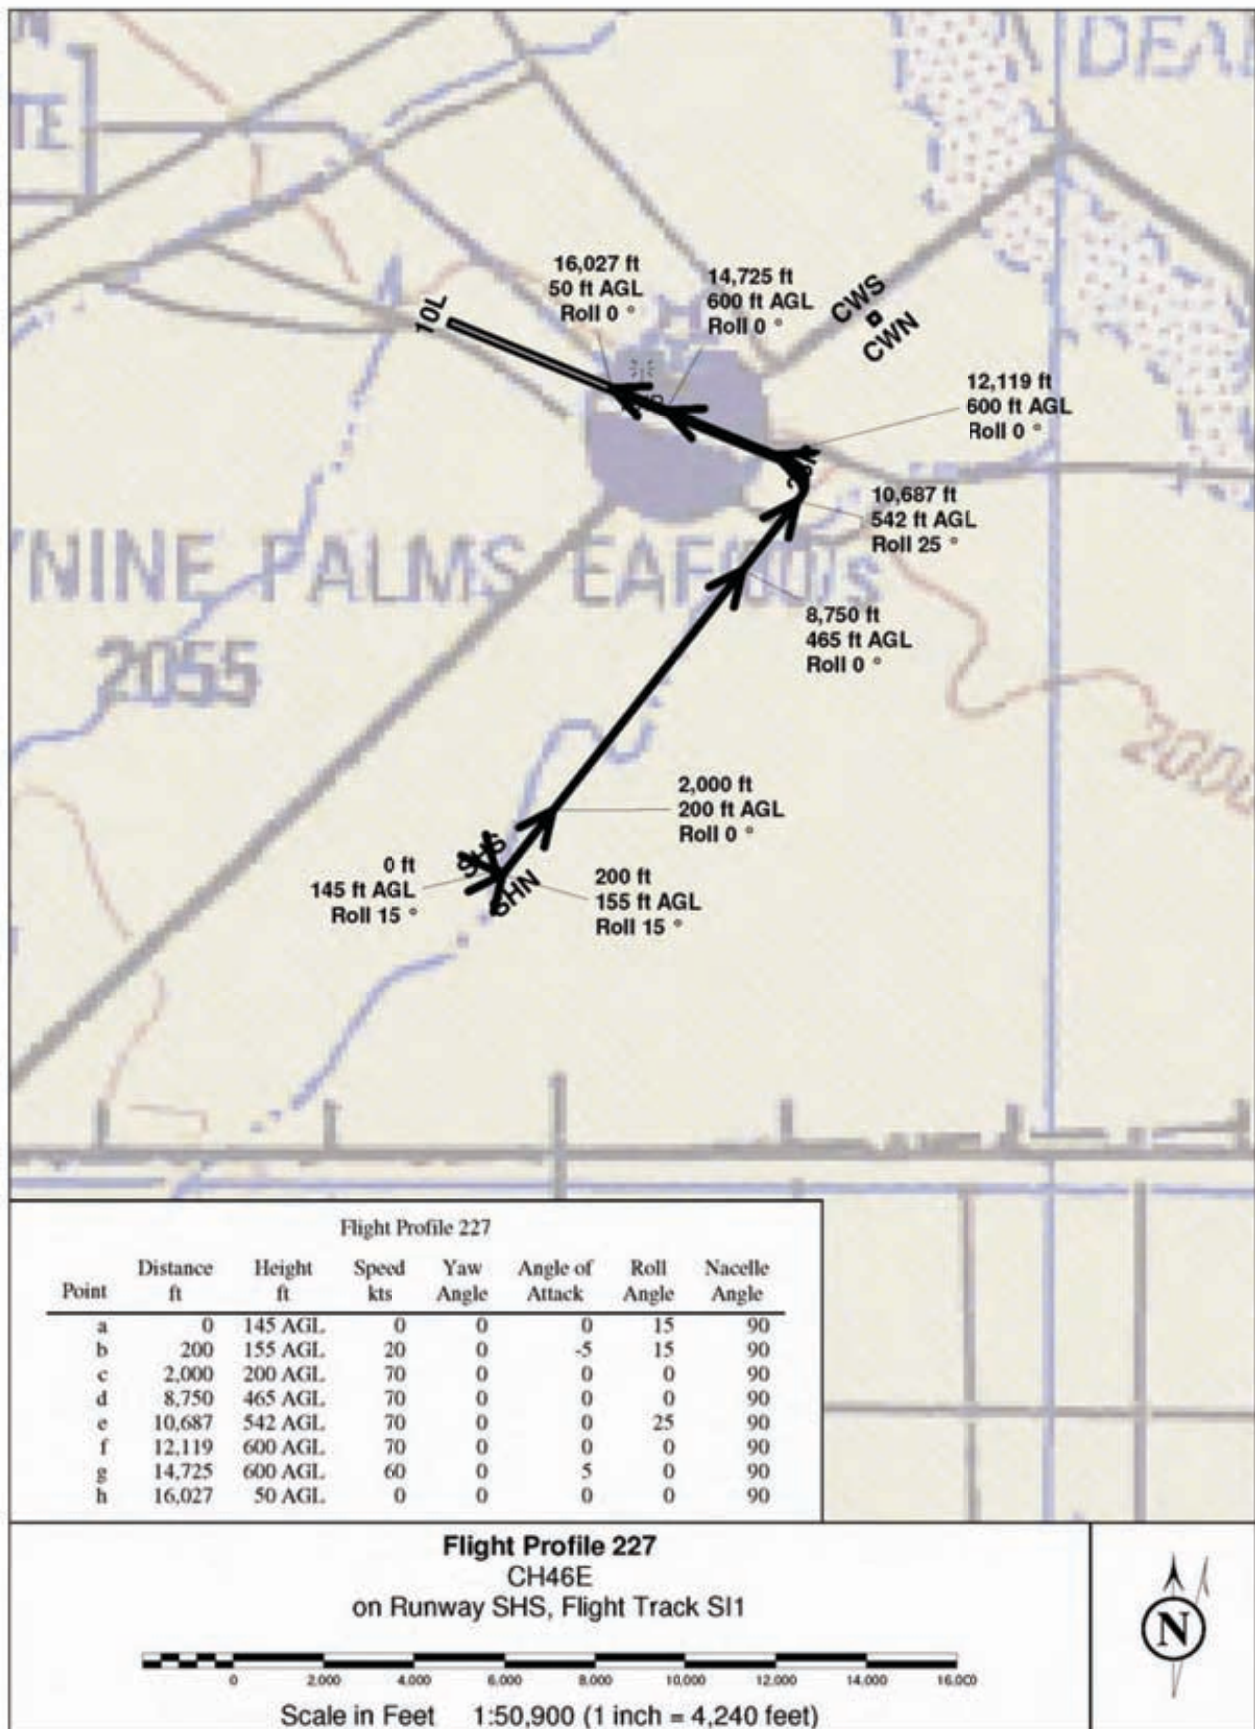 DEA
TE
16,027 ft
50 ft AGL
Roll 0 °
14,725 ft
600 ft AGL
Roll 0 °
10L
CWS
CWN
12,119 ft
600 ft AGL
Roll 0 °
10,687 ft
542 ft AGL
Roll 25 °
NINE PALMS EAF
2055
8,750 ft
465 ft AGL
Roll 0 °
200
2,000 ft
200 ft AGL
Roll 0 °
SHS
SHN
0 ft
145 ft AGL
Roll 15 °
200 ft
155 ft AGL
Roll 15 °
Flight Profile 227
Point Distance ft Height ft Speed kts Yaw Angle Angle of Attack Roll Angle Nacelle Angle
a 0 145 AGL 0 0 0 15 90
b 200 155 AGL 20 0 -5 15 90
c 2,000 200 AGL 70 0 0 0 90
d 8,750 465 AGL 70 0 0 0 90
e 10,687 542 AGL 70 0 0 25 90
f 12,119 600 AGL 70 0 0 0 90
g 14,725 600 AGL 60 0 5 0 90
h 16,027 50 AGL 0 0 0 0 90
Flight Profile 227
CH46E
on Runway SHS, Flight Track SI1
0 2,000 4,000 6,000 8,000 10,000 12,000 14,000 16,000
Scale in Feet 1:50,900 (1 inch = 4,240 feet)
N